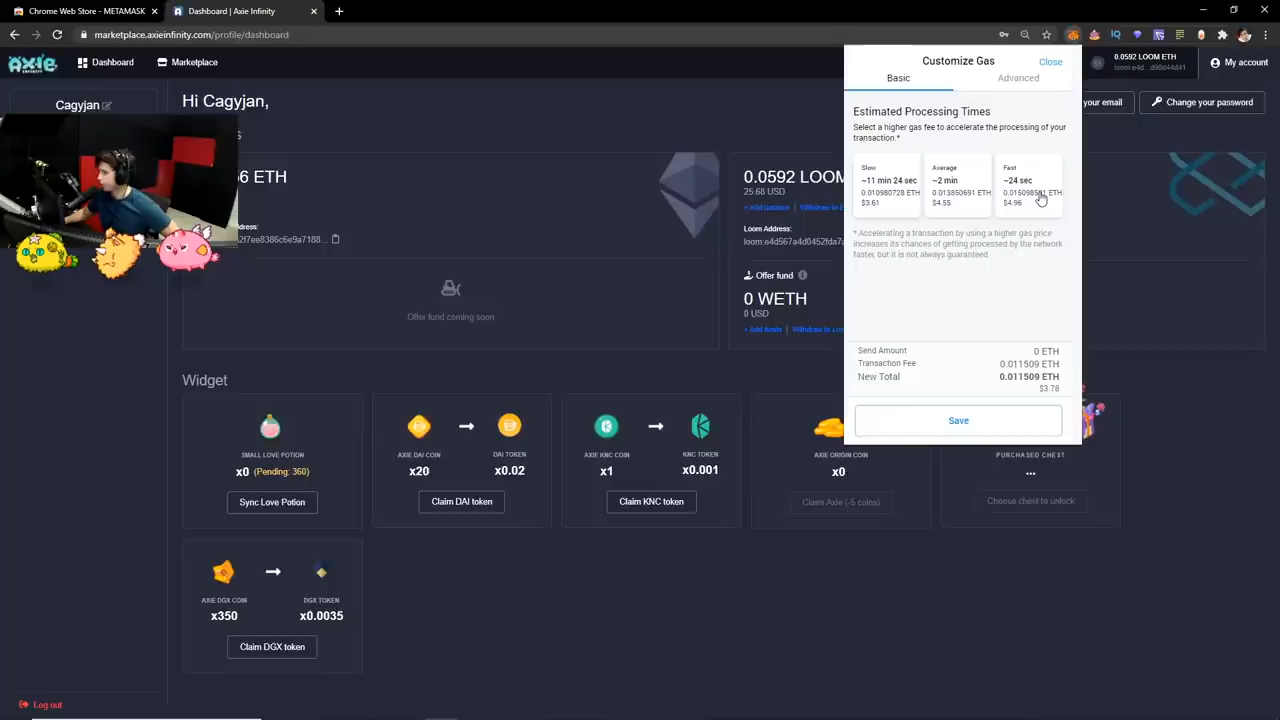 Chrome Web Store - METAMASK
Dashboard | Axie Infinity
marketplace.axieinfinity.com/profile/dashboard
AXIE
Dashboard
Marketplace
0.0592 LOOM ETH
My account
Cagyjan
Hi Cagyjan,
your email
Change your password
6 ETH
0.0592 LOOM
25.68 USD
+ Add balance
Loom Address:
Offer fund
0 WETH
0 USD
+ Add funds
Offer fund coming soon
Customize Gas
Close
Basic
Advanced
Estimated Processing Times
Select a higher gas fee to accelerate the processing of your
transaction.*
Slow
~11 min 24 sec
0.010980728 ETH
$3.61
Average
~2 min
0.013850691 ETH
$4.55
Fast
~24 sec
$4.96
* Accelerating a transaction by using a higher gas price
increases its chances of getting processed by the network
faster, but it is not always guaranteed.
Send Amount
0 ETH
Transaction Fee
0.011509 ETH
New Total
0.011509 ETH
$3.78
Save
Widget
SMALL LOVE POTION
x0 (Pending: 360)
Sync Love Potion
AXIE DAI COIN
x20
DAI TOKEN
x0.02
Claim DAI token
AXIE KNC COIN
x1
KNC TOKEN
x0.001
Claim KNC token
AXIE ORIGIN COIN
x0
Claim Axie (-5 coins)
PURCHASED CHEST
...
Choose chest to unlock
AXIE DGX COIN
x350
DGX TOKEN
x0.0035
Claim DGX token
Log out